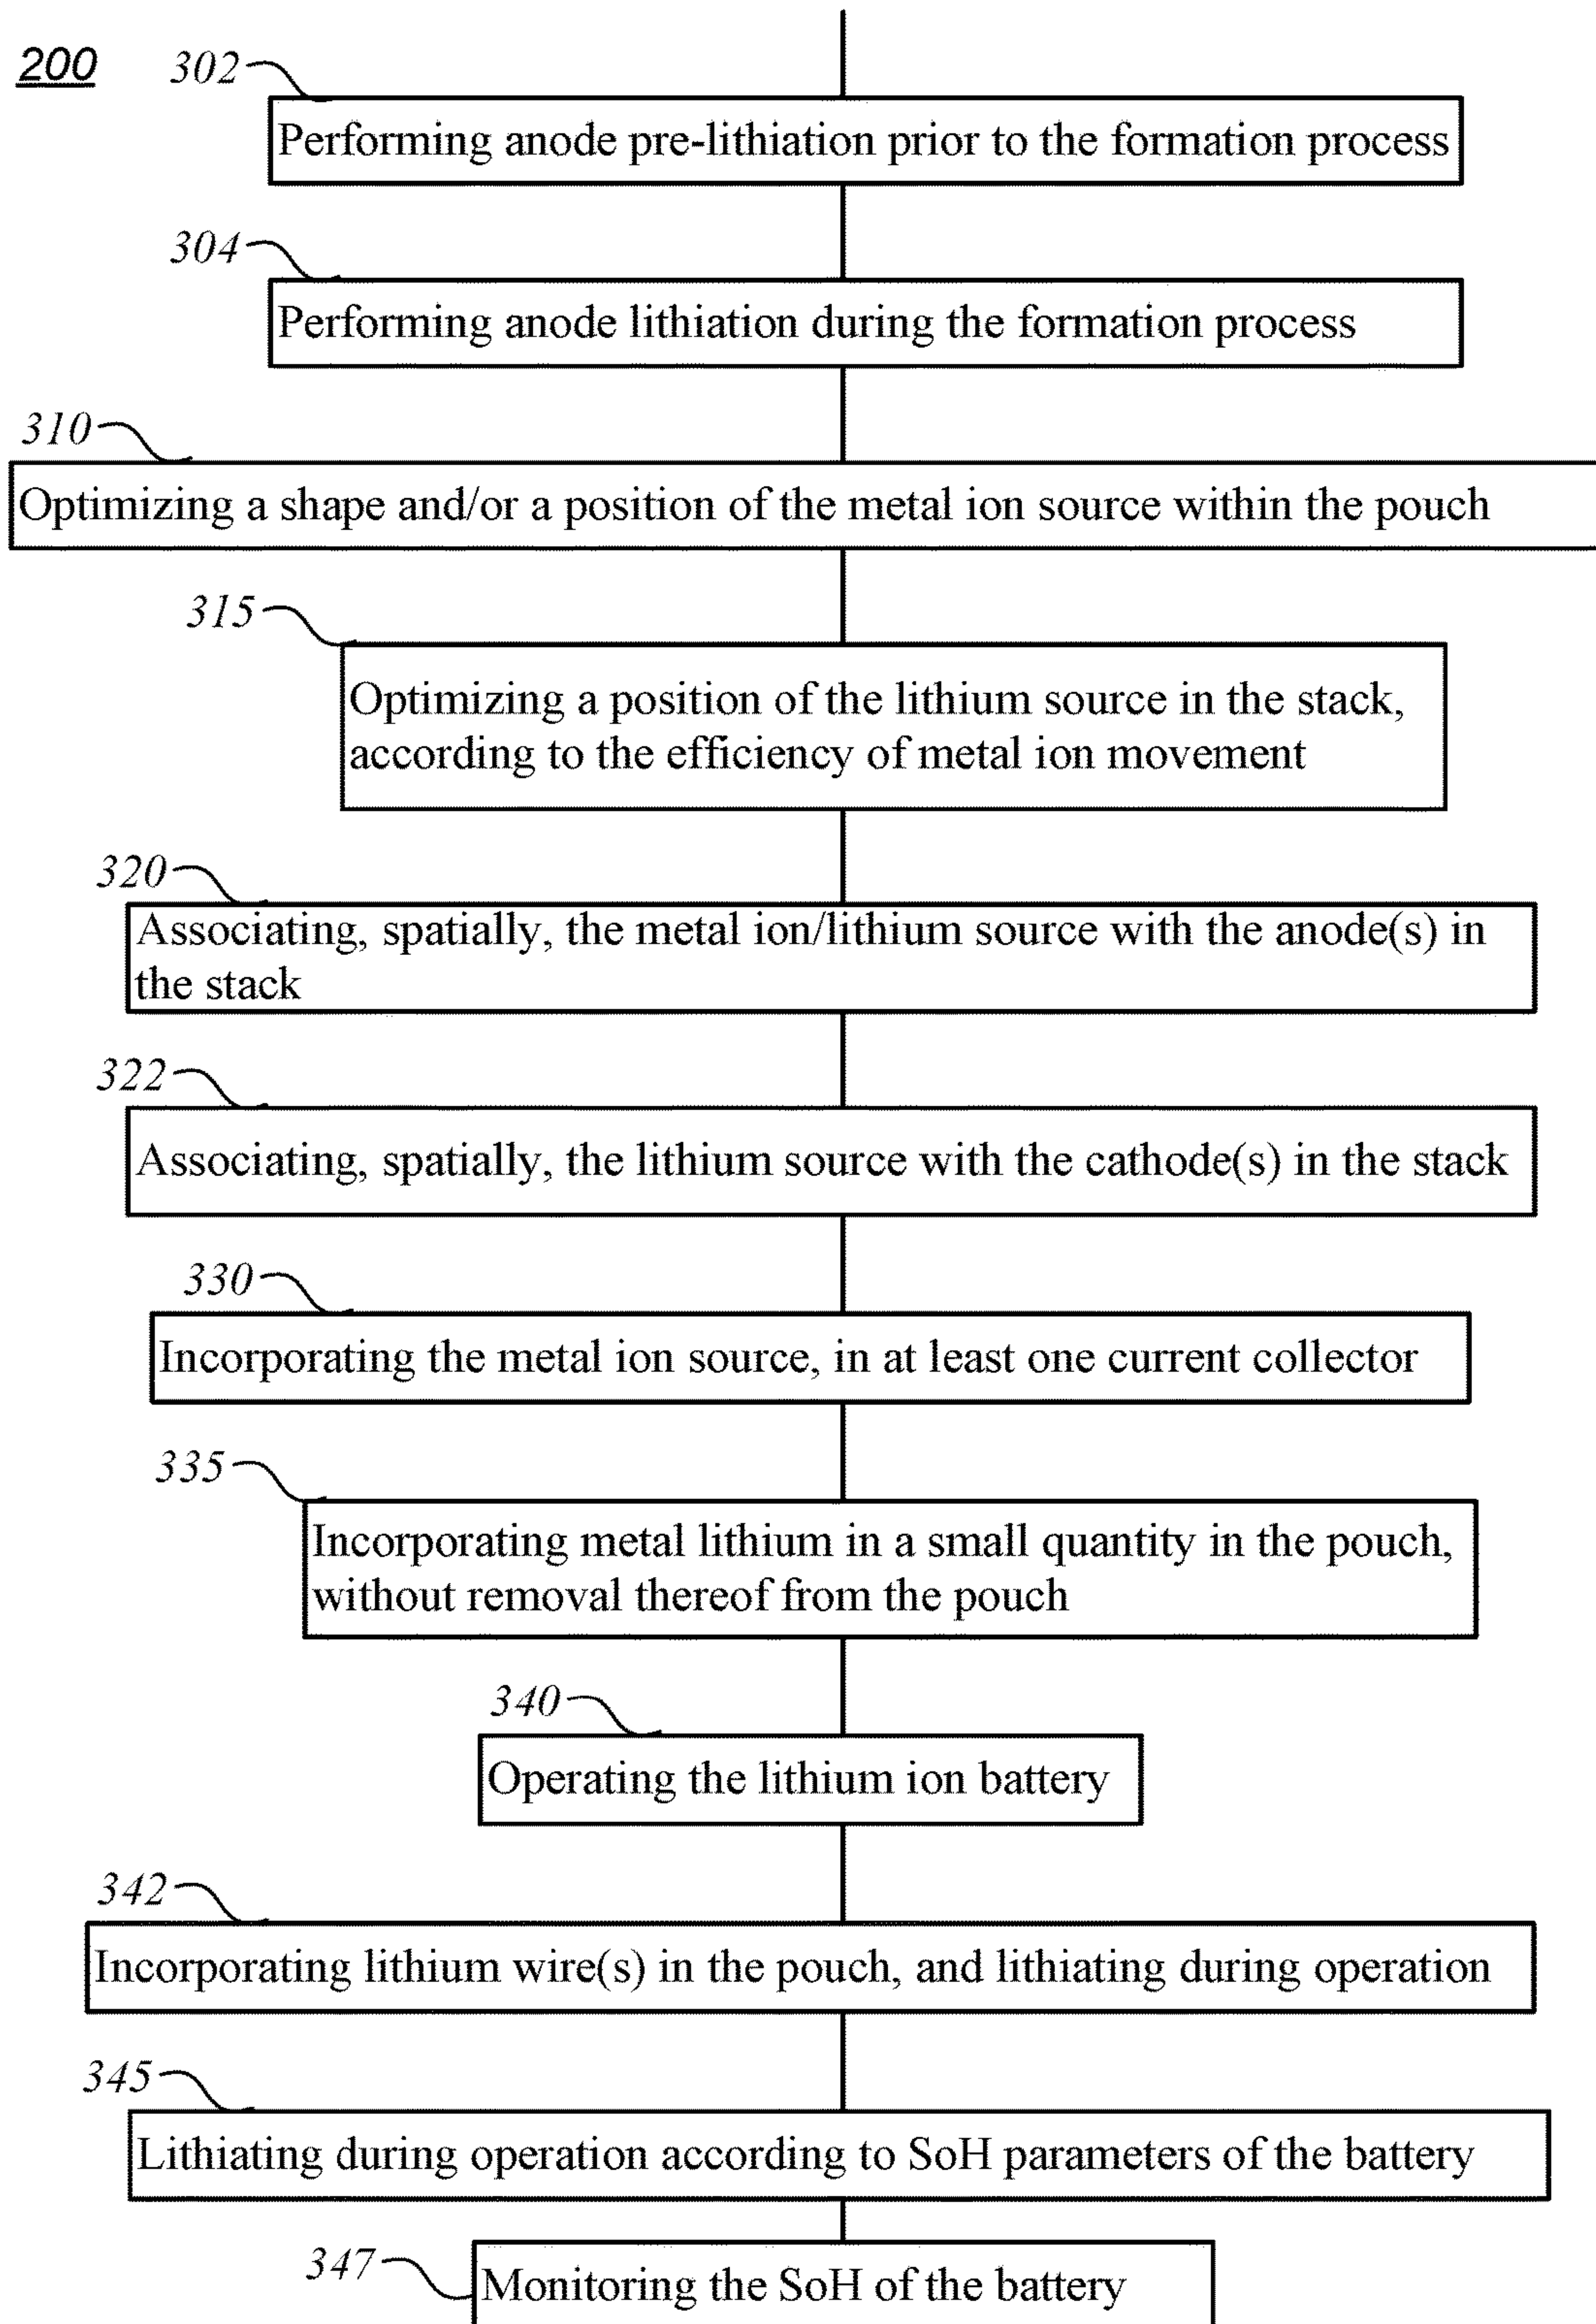 200
302
Performing anode pre-lithiation prior to the formation process
304
Performing anode lithiation during the formation process
310
Optimizing a shape and/or a position of the metal ion source within the pouch
315
Optimizing a position of the lithium source in the stack,
according to the efficiency of metal ion movement
320
Associating, spatially, the metal ion/lithium source with the anode(s) in
the stack
322
Associating, spatially, the lithium source with the cathode(s) in the stack
330
Incorporating the metal ion source, in at least one current collector
335
Incorporating metal lithium in a small quantity in the pouch,
without removal thereof from the pouch
340
Operating the lithium ion battery
342
Incorporating lithium wire(s) in the pouch, and lithiating during operation
345
Lithiating during operation according to SoH parameters of the battery
347
Monitoring the SoH of the battery